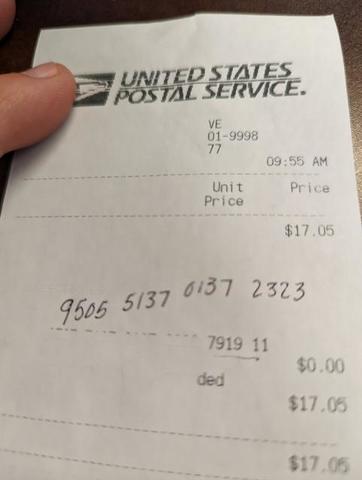 UNITED STATES
POSTAL SERVICE.
VE
01-9998
77
09:55 AM
Unit Price
Price
$17.05
9505 5137 0137 2323
7919 11
$0.00
ded
$17.05
$17.05